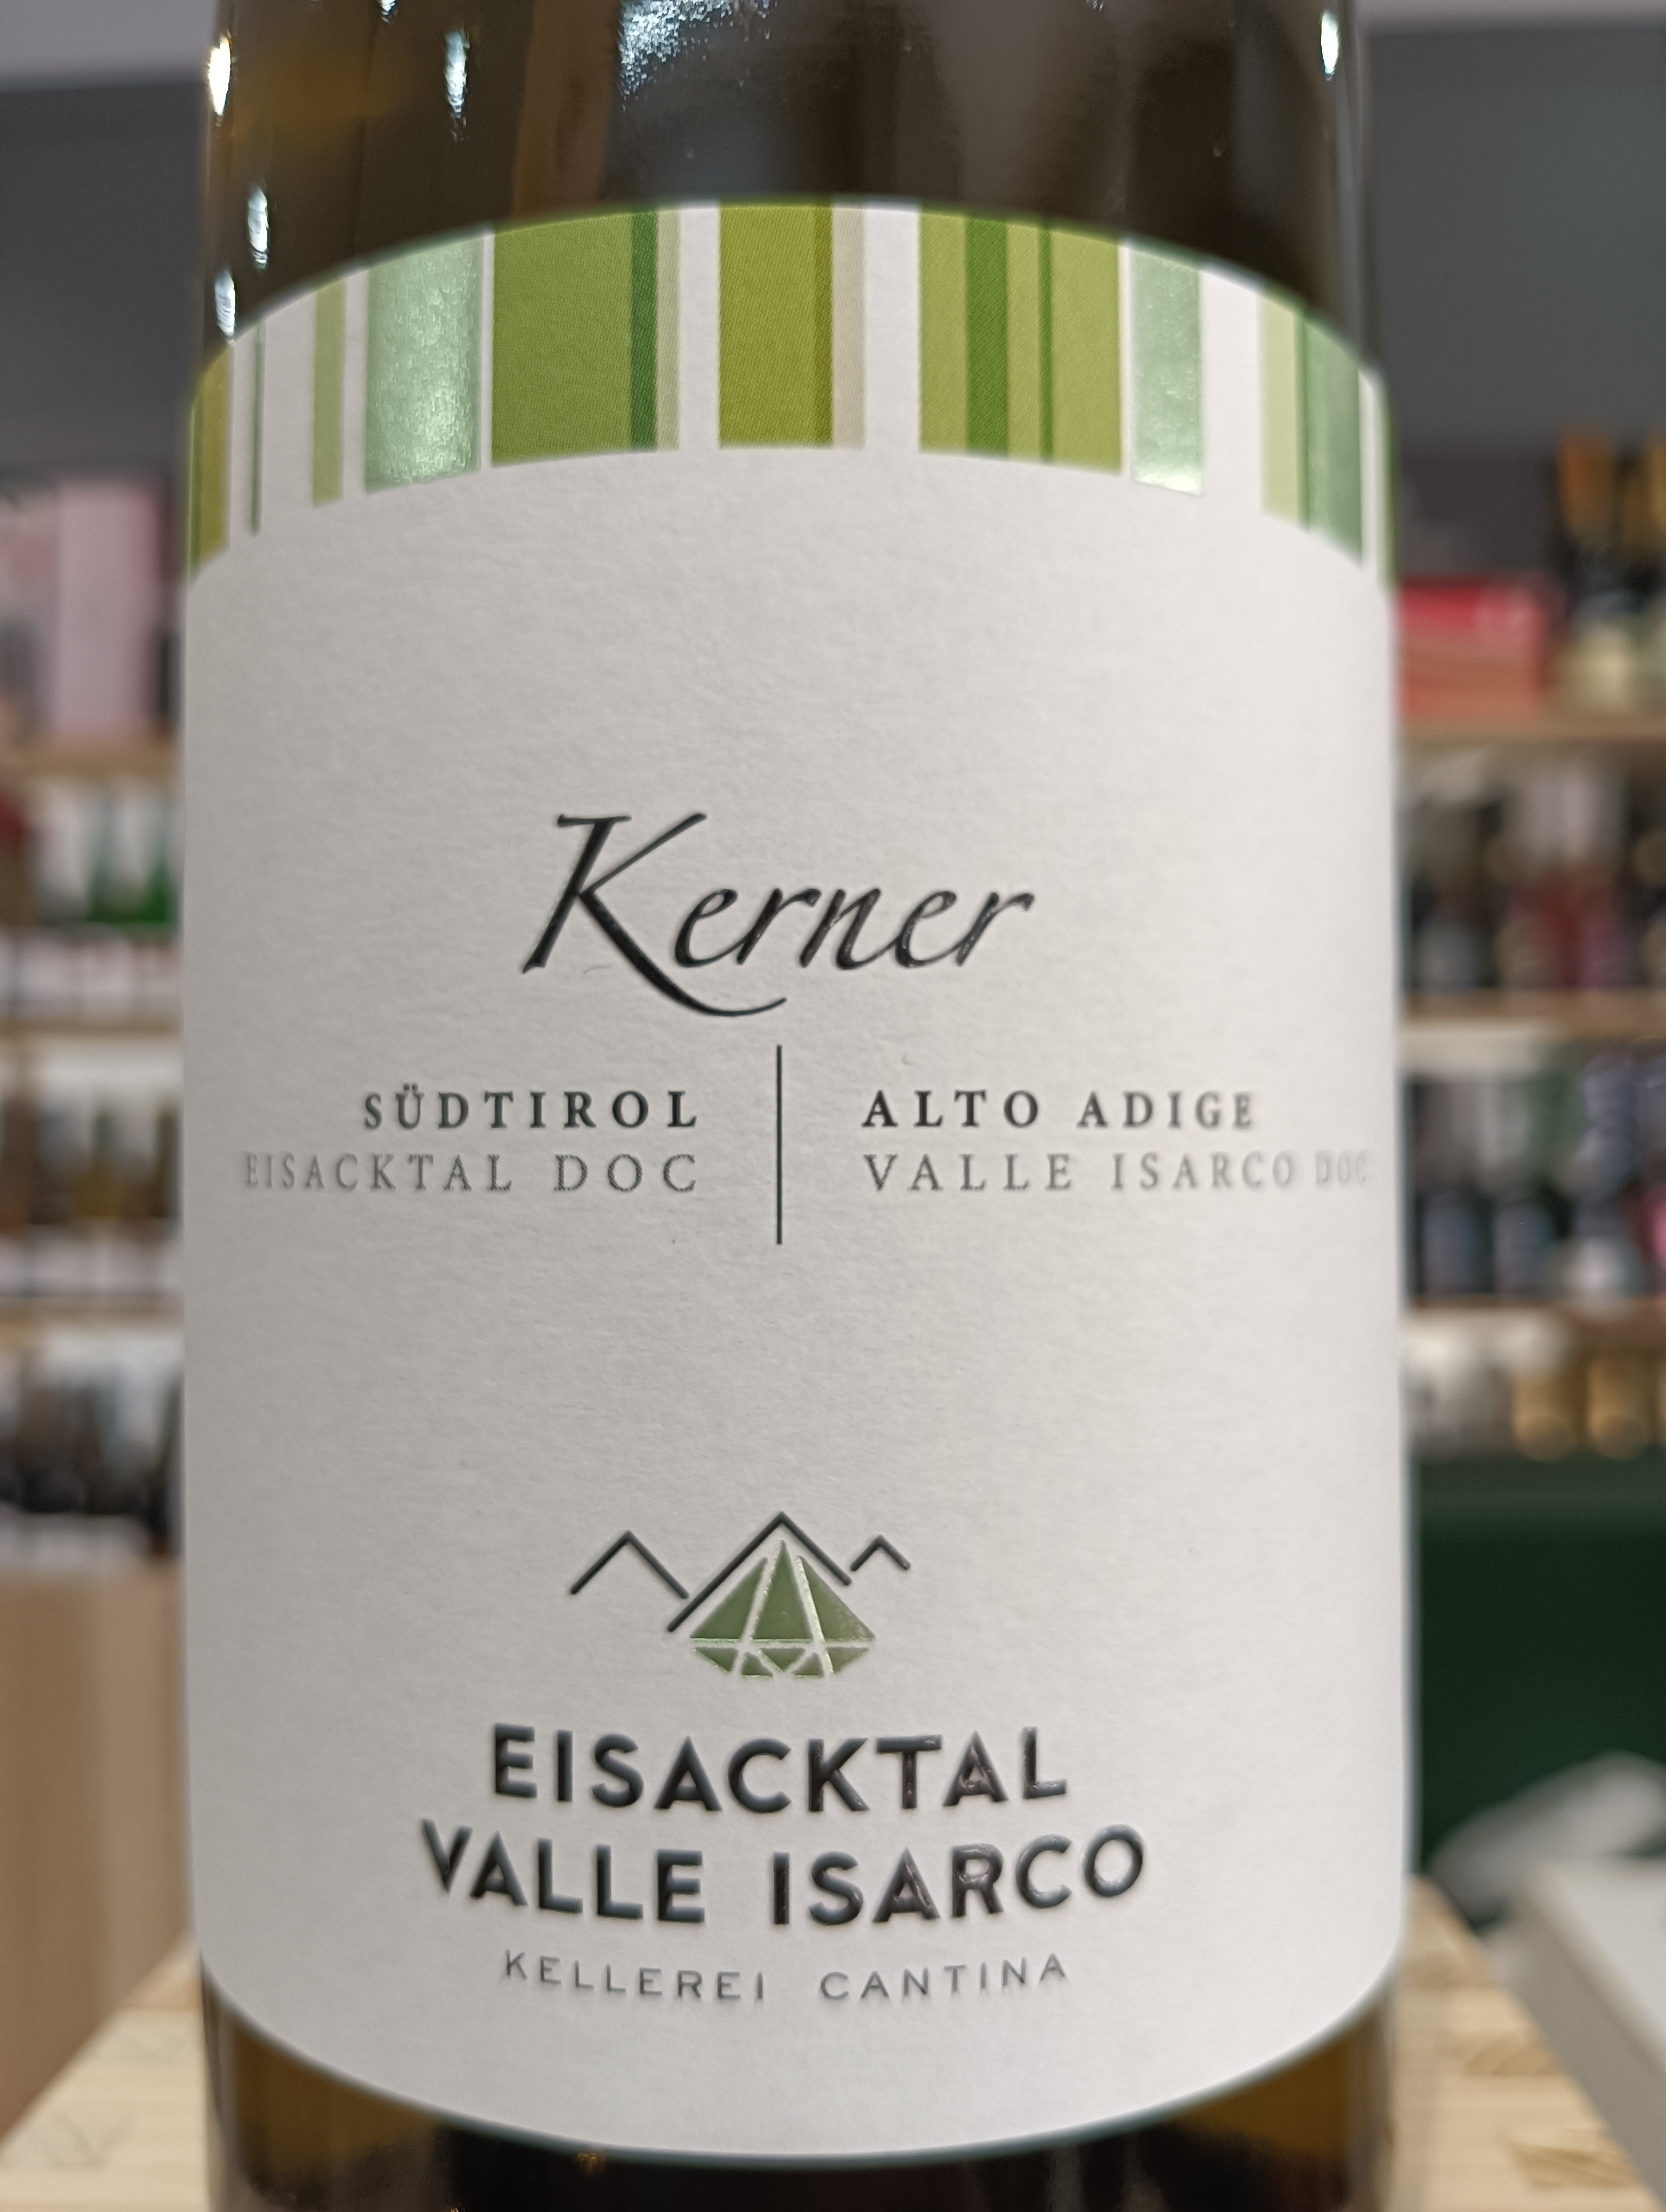 Kerner
SÜDTIROL
EISACKTAL DOC
ALTO ADIGE
VALLE ISARCO DOC
EISACKTAL
VALLE ISARCO
KELLEREI CANTINA